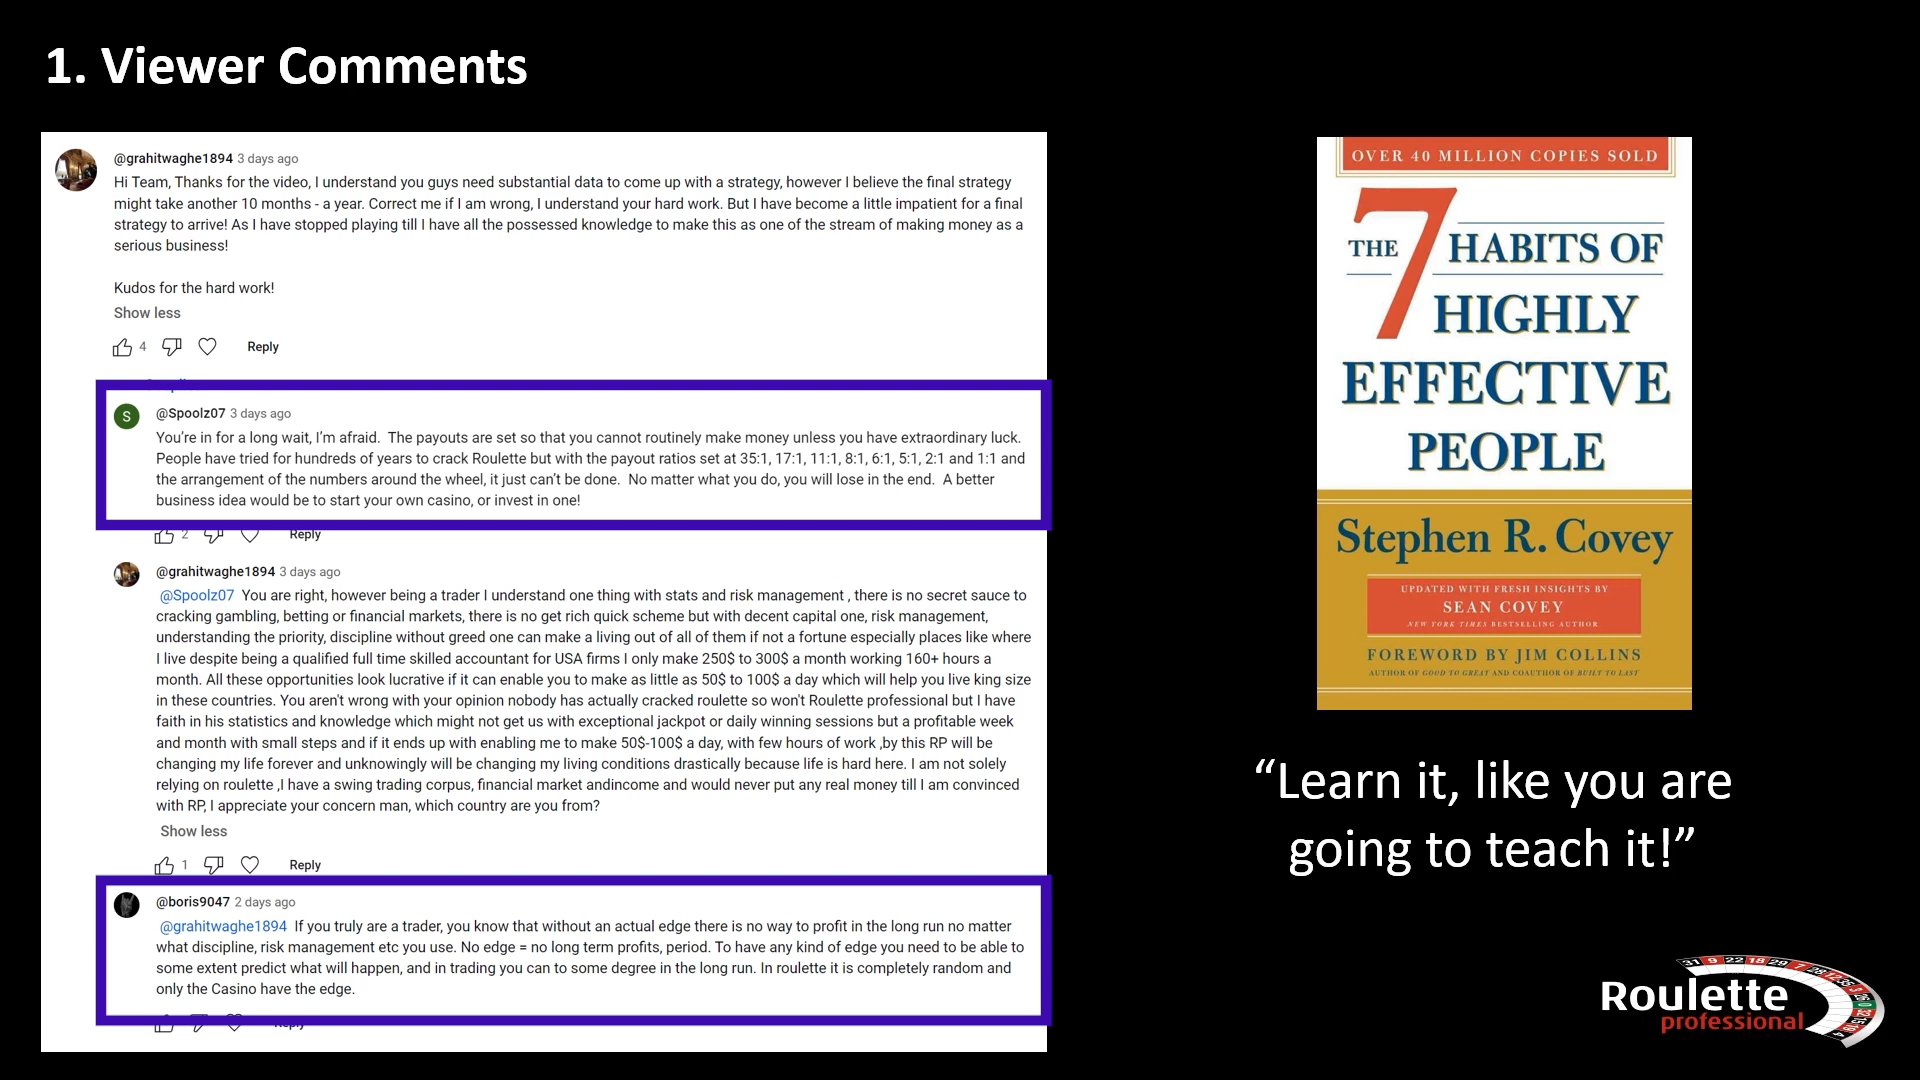 1. Viewer Comments
@grahitwaghe1894 3 days ago
Hi Team, Thanks for the video, I understand you guys need substantial data to come up with a strategy, however I believe the final strategy
might take another 10 months - a year. Correct me if I am wrong, I understand your hard work. But I have become a little impatient for a final
strategy to arrive! As I have stopped playing till I have all the possessed knowledge to make this as one of the stream of making money as a
serious business!
Kudos for the hard work!
Show less
4 Reply
S
@Spoolz07 3 days ago
You're in for a long wait, I'm afraid. The payouts are set so that you cannot routinely make money unless you have extraordinary luck.
People have tried for hundreds of years to crack Roulette but with the payout ratios set at 35:1, 17:1, 11:1, 8:1, 6:1, 5:1, 2:1 and 1:1 and
the arrangement of the numbers around the wheel, it just can't be done. No matter what you do, you will lose in the end. A better
business idea would be to start your own casino, or invest in one!
2 Reply
@grahitwaghe1894 3 days ago
@Spoolz07 You are right, however being a trader I understand one thing with stats and risk management , there is no secret sauce to
cracking gambling, betting or financial markets, there is no get rich quick scheme but with decent capital one, risk management,
understanding the priority, discipline without greed one can make a living out of all of them if not a fortune especially places like where
I live despite being a qualified full time skilled accountant for USA firms I only make 250$ to 300$ a month working 160+ hours a
month. All these opportunities look lucrative if it can enable you to make as little as 50$ to 100$ a day which will help you live king size
in these countries. You aren't wrong with your opinion nobody has actually cracked roulette so won't Roulette professional but I have
faith in his statistics and knowledge which might not get us with exceptional jackpot or daily winning sessions but a profitable week
and month with small steps and if it ends up with enabling me to make 50$-100$ a day, with few hours of work ,by this RP will be
changing my life forever and unknowingly will be changing my living conditions drastically because life is hard here. I am not solely
relying on roulette ,I have a swing trading corpus, financial market andincome and would never put any real money till I am convinced
with RP, I appreciate your concern man, which country are you from?
Show less
1 Reply
@boris9047 2 days ago
@grahitwaghe1894 If you truly are a trader, you know that without an actual edge there is no way to profit in the long run no matter
what discipline, risk management etc you use. No edge = no long term profits, period. To have any kind of edge you need to be able to
some extent predict what will happen, and in trading you can to some degree in the long run. In roulette it is completely random and
only the Casino have the edge.
Reply
OVER 40 MILLION COPIES SOLD
THE 7 HABITS OF
HIGHLY
EFFECTIVE
PEOPLE
Stephen R. Covey
UPDATED WITH FRESH INSIGHTS BY
SEAN COVEY
NEW YORK TIMES BESTSELLING AUTHOR
FOREWORD BY JIM COLLINS
AUTHOR OF GOOD TO GREAT AND COAUTHOR OF BUILT TO LAST
“Learn it, like you are
going to teach it!”
31 9 22 18 29 7 28 12 35 3 26 0 32 15 19 4
Roulette
professional